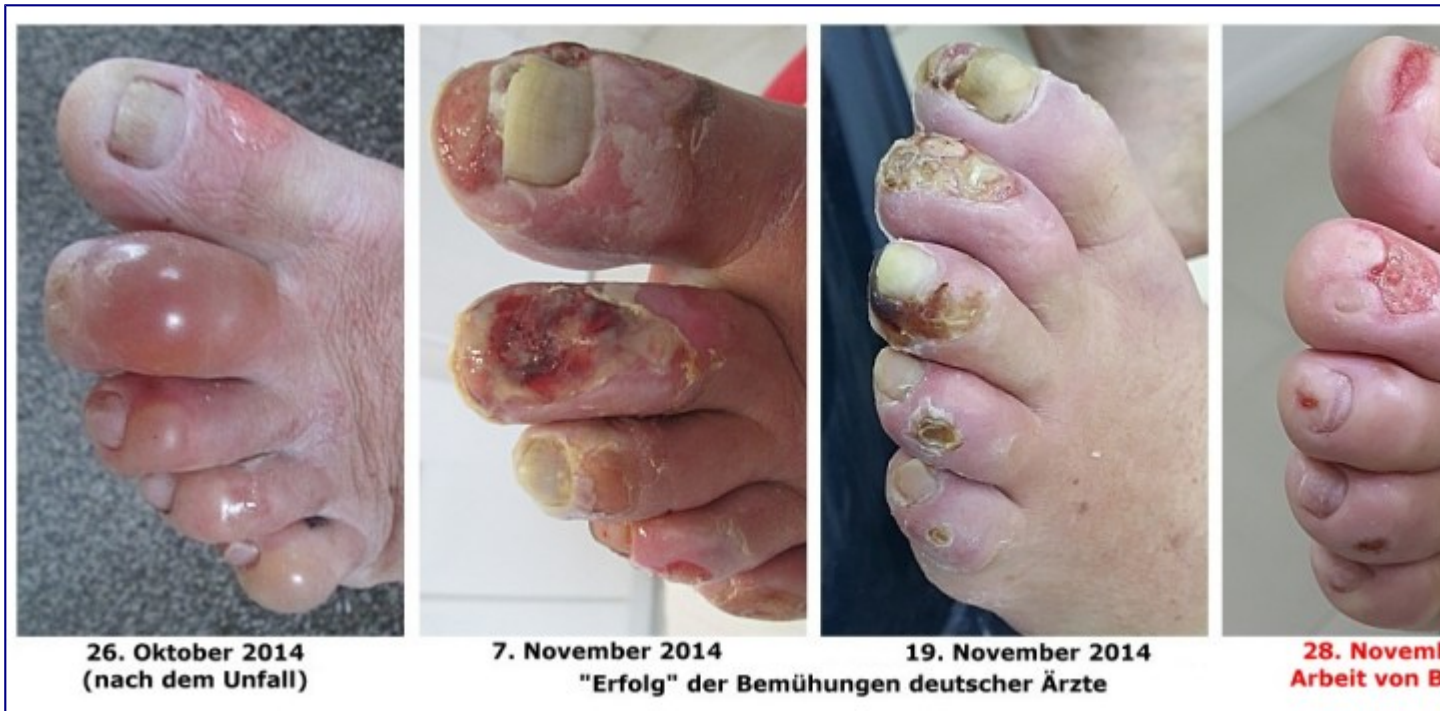 26. Oktober 2014
(nach dem Unfall)
7. November 2014
19. November 2014
"Erfolg" der Bemühungen deutscher Ärzte
28.
Arbeit von